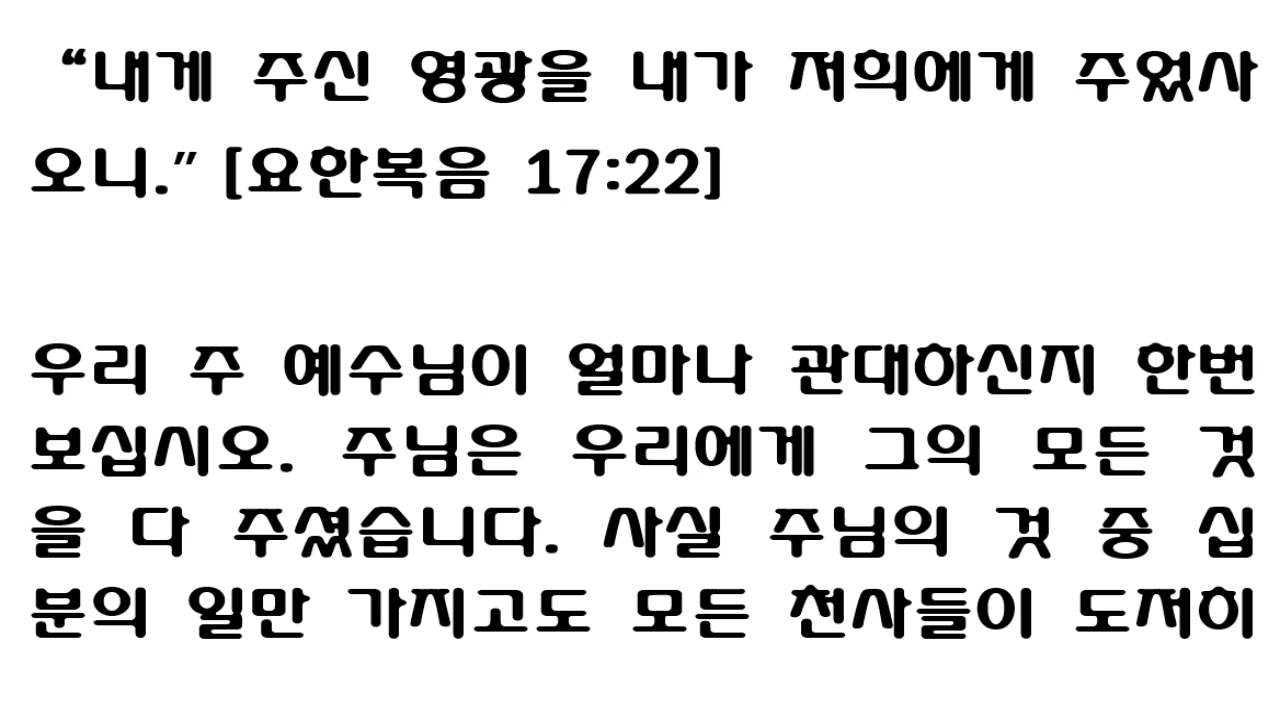 “내게 주신 영광을 내가 저희에게 주었사
오니.” [요한복음 17:22]
우리 주 예수님이 얼마나 관대하신지 한번
보십시오. 주님은 우리에게 그의 모든 것
을 다 주셨습니다. 사실 주님의 것 중 십
분의 일만 가지고도 모든 천사들이 도저히